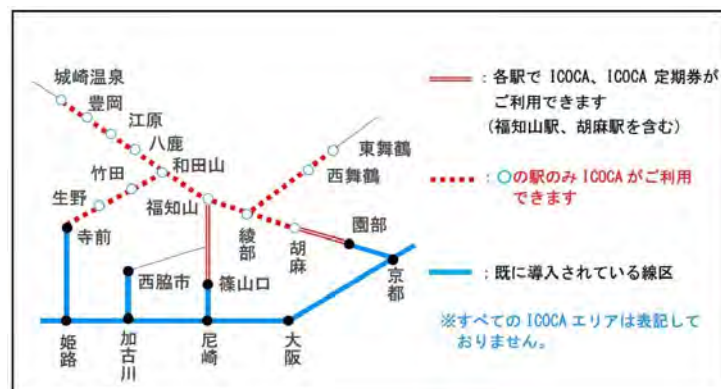 城崎温泉
豊岡
江原
八鹿
和田山
竹田
生野
寺前
福知山
東舞鶴
西舞鶴
綾部
胡麻
園部
京都
西脇市
篠山口
姫路
加古川
尼崎
大阪
：各駅で ICOCA、ICOCA 定期券が
ご利用できます
（福知山駅、胡麻駅を含む）
：○の駅のみ ICOCA がご利用
できます
：既に導入されている線区
※すべての ICOCA エリアは表記して
おりません。